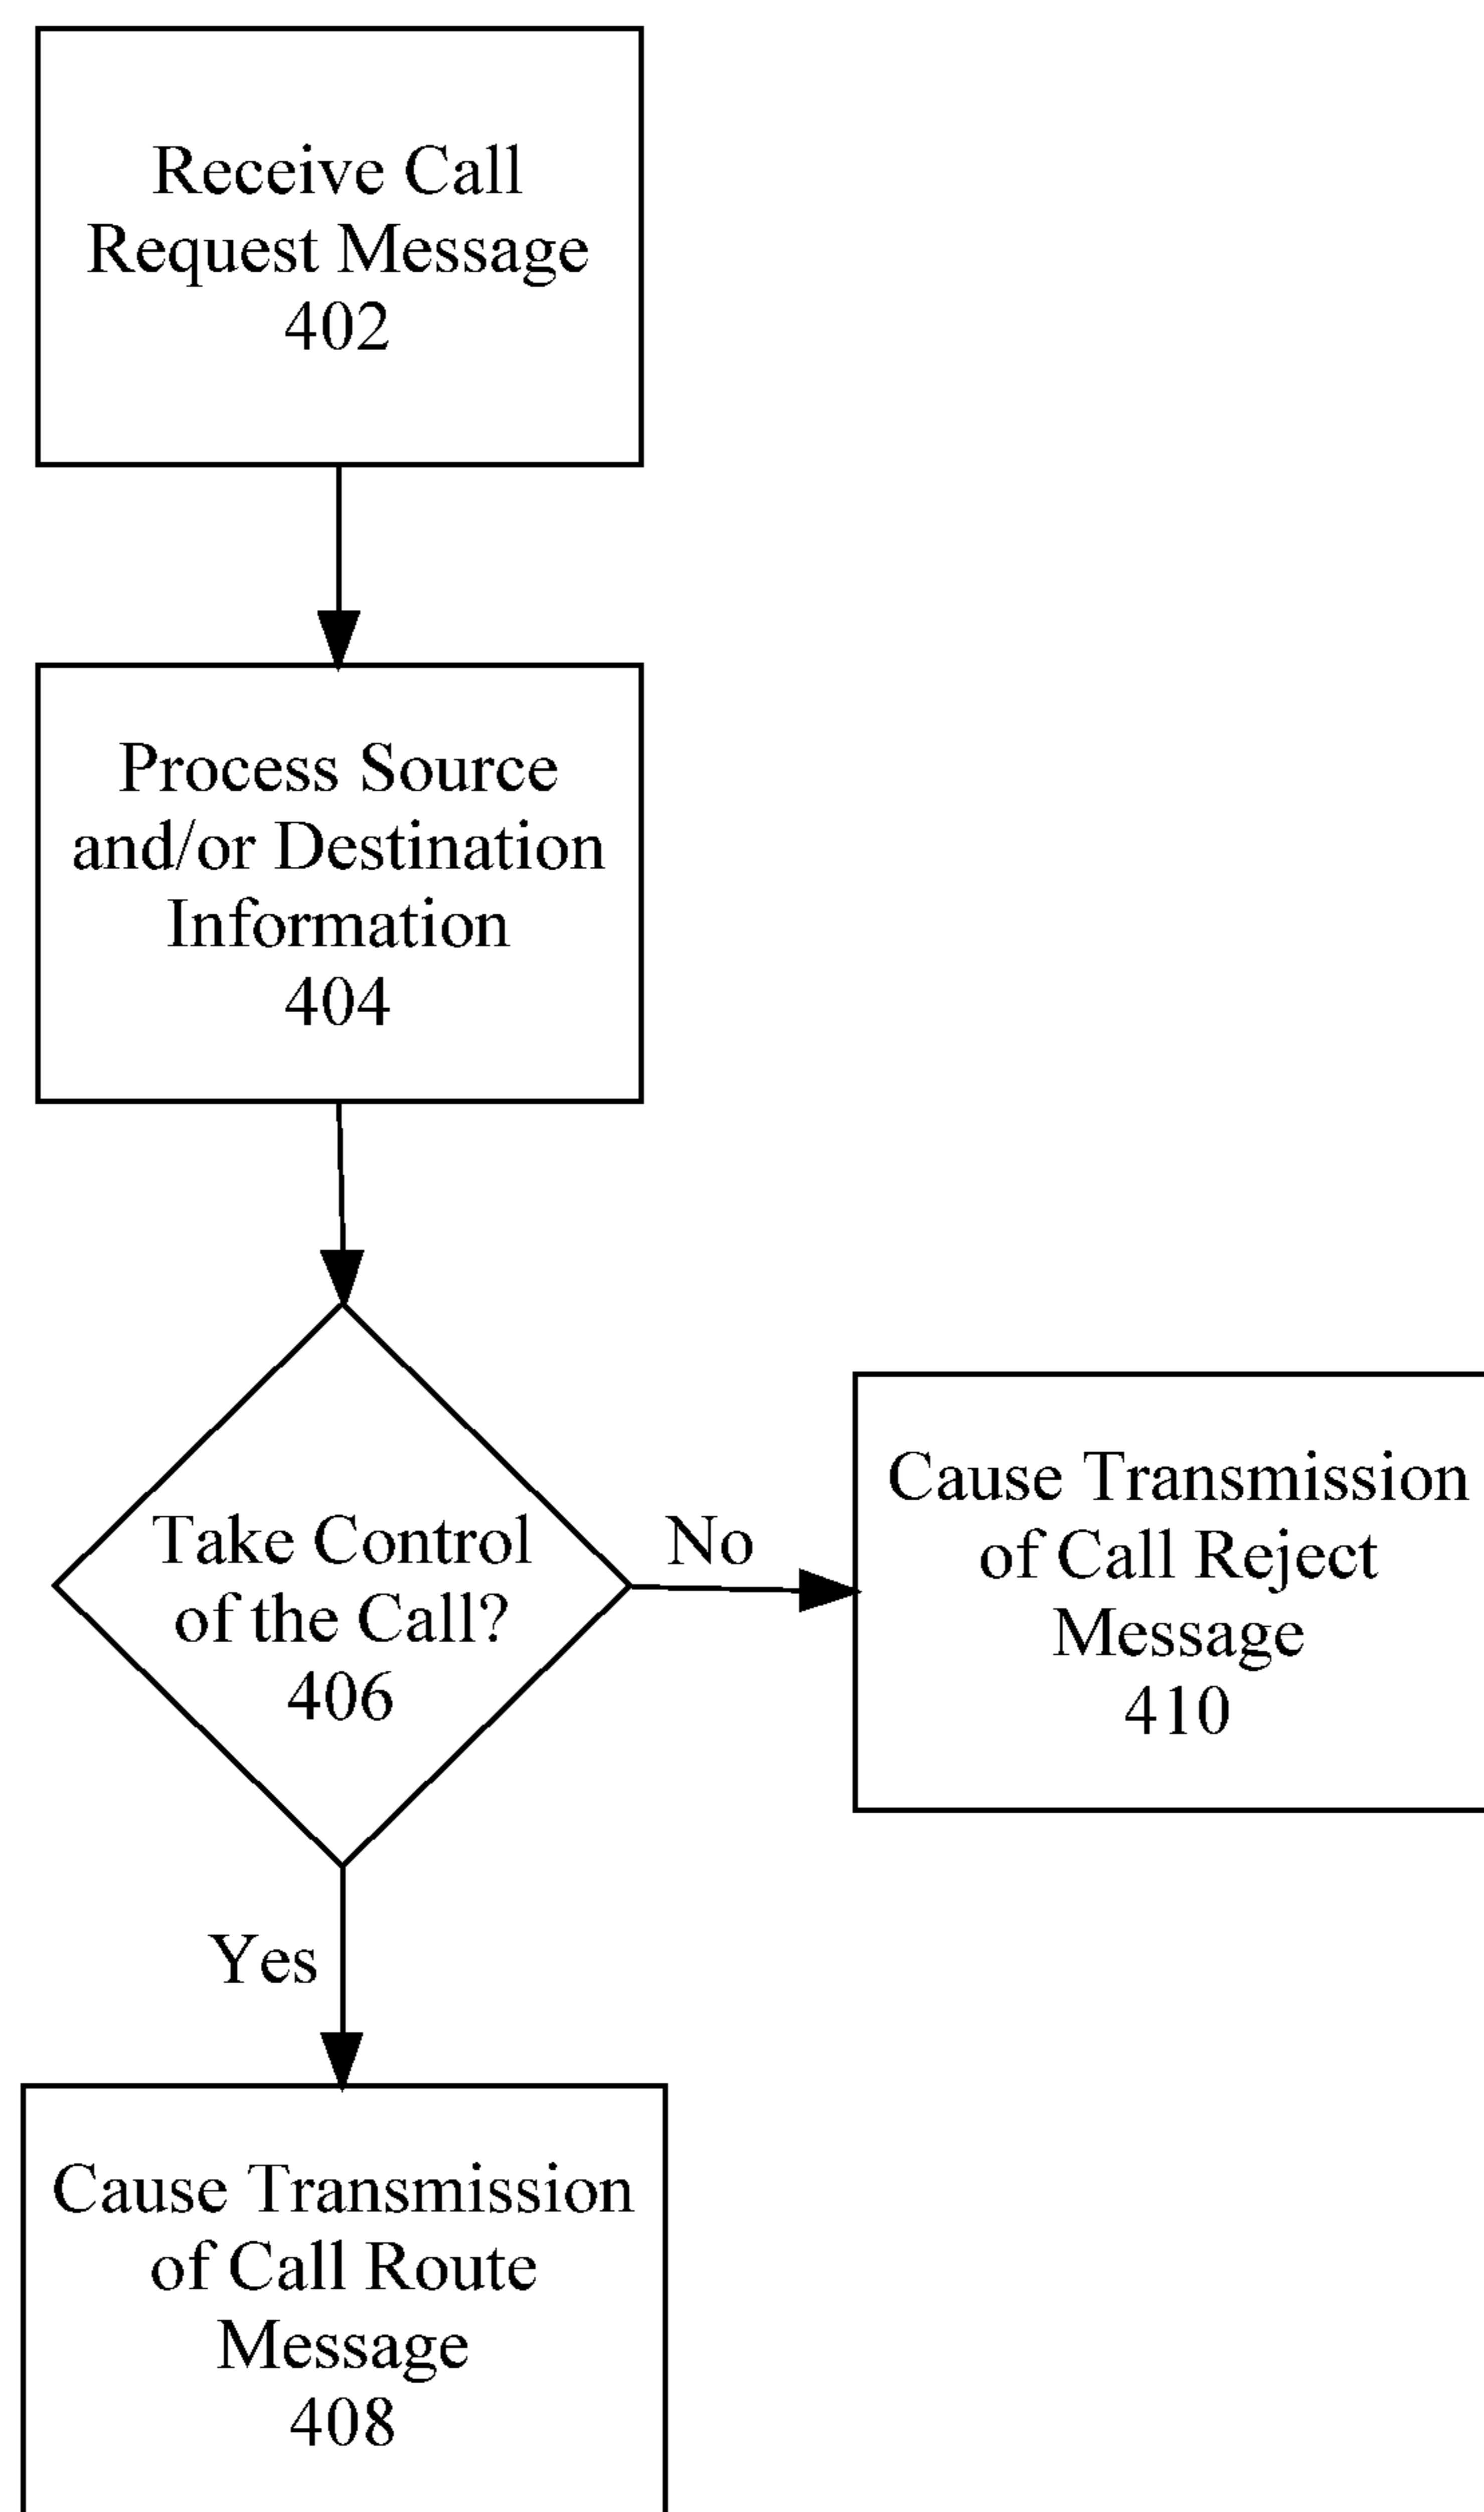 Receive Call
Request Message
402
Process Source
and/or Destination
Information
404
Take Control
of the Call?
406
No
Cause Transmission
of Call Reject
Message
410
Yes
Cause Transmission
of Call Route
Message
408